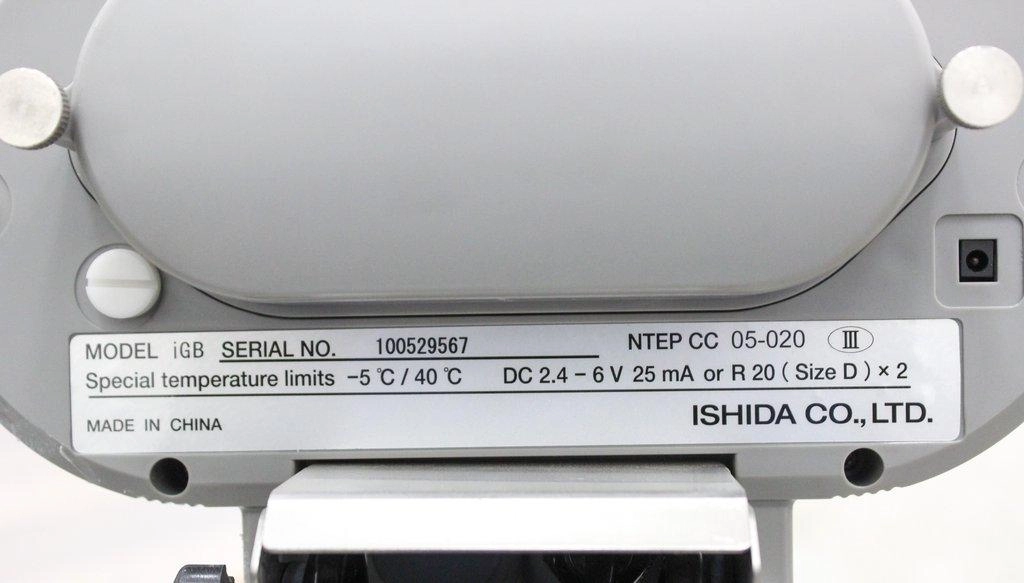 MODEL iGB SERIAL NO. 100529567 NTEP CC 05-020 III
Special temperature limits −5 ℃ / 40 ℃ DC 2.4 – 6 V 25 mA or R 20 ( Size D ) × 2
MADE IN CHINA ISHIDA CO., LTD.